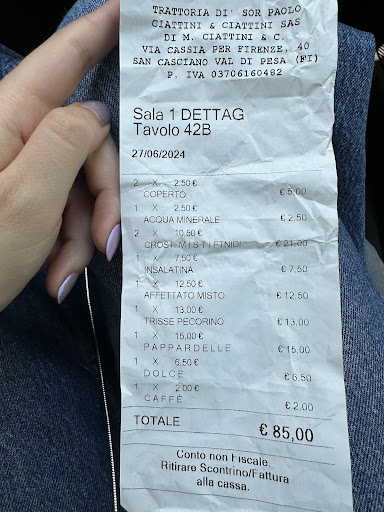 TRATTORIA DI' SOR PAOLO
CIATTINI & CIATTINI SAS
DI M. CIATTINI & C.
VIA CASSIA PER FIRENZE, 40
SAN CASCIANO VAL DI PESA (FI)
P. IVA 03706160482
Sala 1 DETTAG
Tavolo 42B
27/06/2024
2 X 2,50 €
COPERTO € 5,00
1 X 2,50 €
ACQUA MINERALE € 2,50
2 X 10,50 €
CROSt MISTI FTNIDI € 21,00
1 X 7,50 €
INSALATINA € 7,50
1 X 12,50 €
AFFETTATO MISTO € 12,50
1 X 13,00 €
TRISSE PECORINO € 13,00
1 X 15,00 €
PAPPARDELLE € 15,00
1 X 6,50 €
DOLCE € 6,50
1 X 2,00 €
CAFFÈ € 2,00
TOTALE € 85,00
Conto non Fiscale,
Ritirare Scontrino/Fattura
alla cassa.